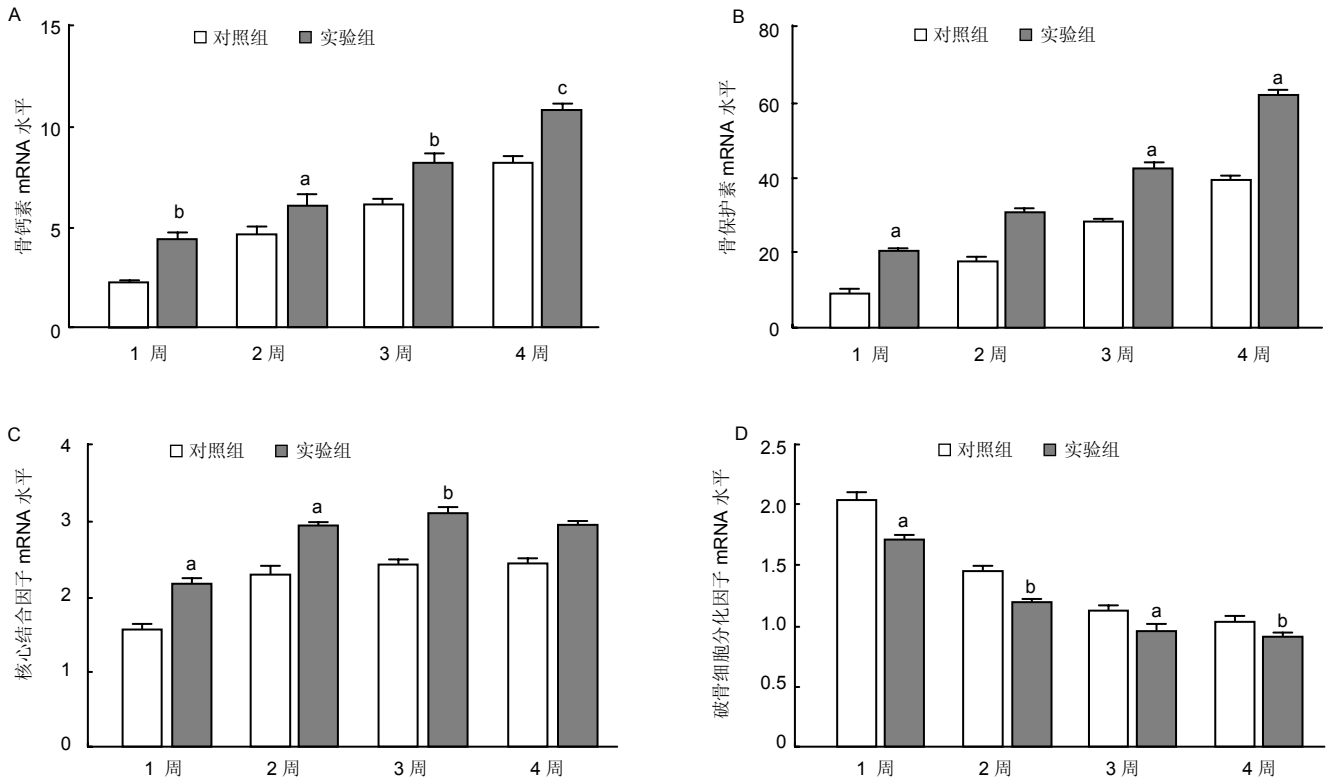 A
□ 对照组 ■ 实验组
骨钙素 mRNA 水平
15
10
5
0
b
a
b
c
1 周 2 周 3 周 4 周
B
□ 对照组 ■ 实验组
骨保护素 mRNA 水平
80
60
40
20
0
a
a
a
1 周 2 周 3 周 4 周
C
□ 对照组 ■ 实验组
核心结合因子 mRNA 水平
4
3
2
1
0
a
a
b
1 周 2 周 3 周 4 周
D
□ 对照组 ■ 实验组
破骨细胞分化因子 mRNA 水平
2.5
2.0
1.5
1.0
0.5
0
a
b
a
b
1 周 2 周 3 周 4 周